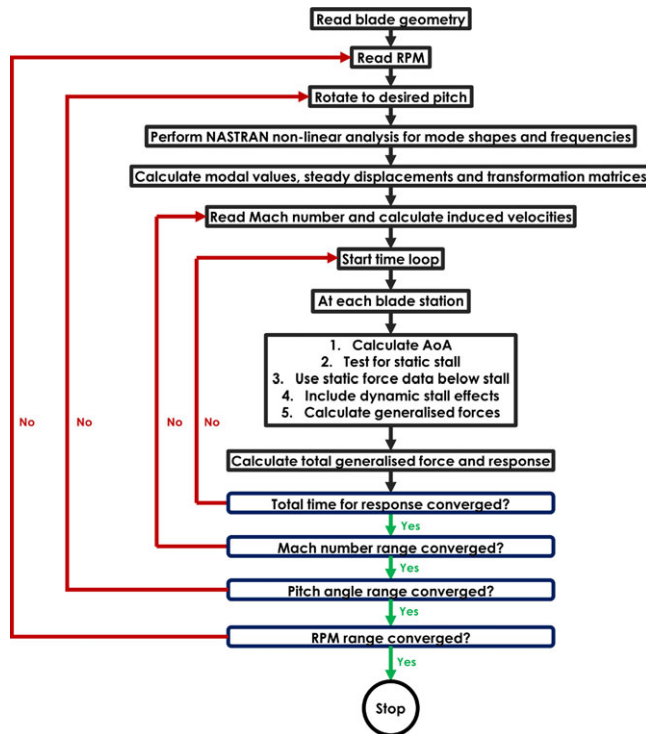 Read blade geometry
Read RPM
Rotate to desired pitch
Perform NASTRAN non-linear analysis for mode shapes and frequencies
Calculate modal values, steady displacements and transformation matrices
Read Mach number and calculate induced velocities
Start time loop
At each blade station
1. Calculate AoA
2. Test for static stall
3. Use static force data below stall
4. Include dynamic stall effects
5. Calculate generalised forces
No No No No
Calculate total generalised force and response
Total time for response converged?
Yes
Mach number range converged?
Yes
Pitch angle range converged?
Yes
RPM range converged?
Yes
Stop